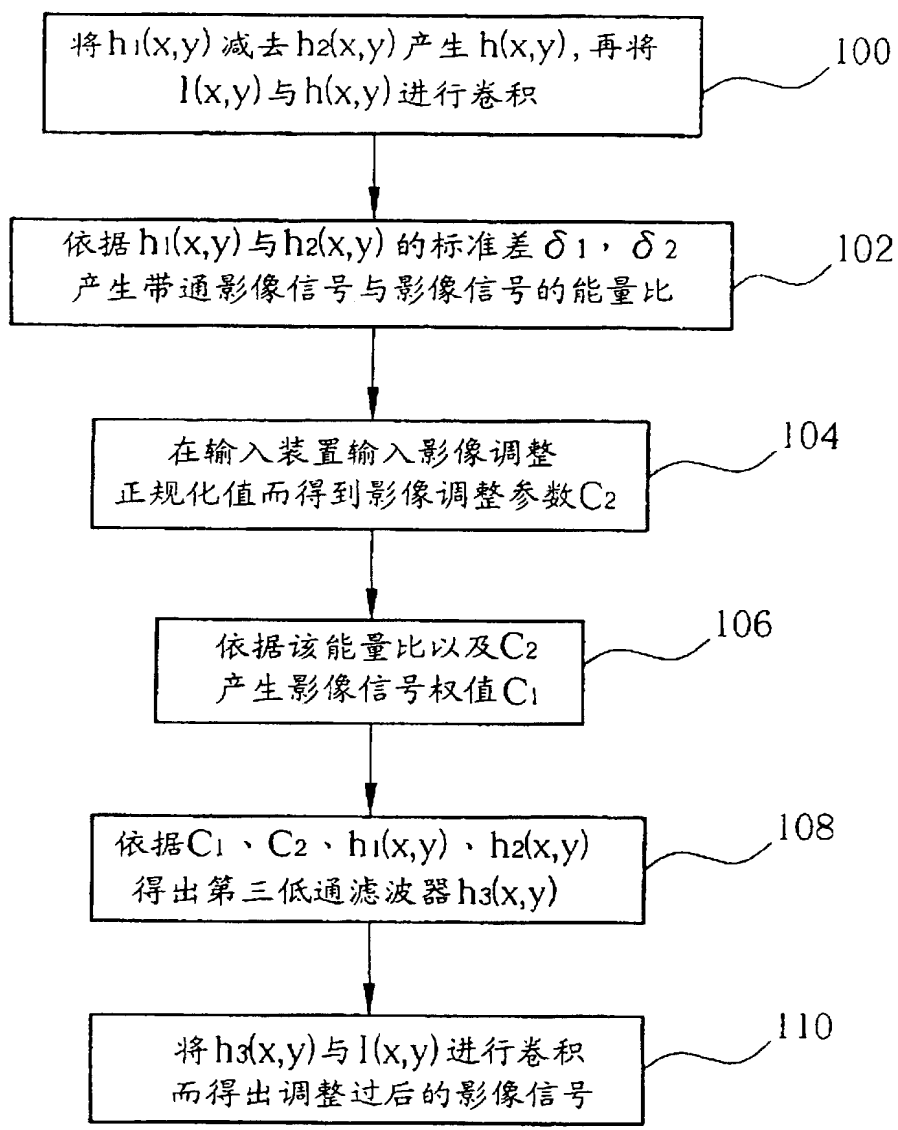 将h1(x,y)减去h2(x,y)产生h(x,y),再将
I(x,y)与h(x,y)进行卷积
100
依据h1(x,y)与h2(x,y)的标准差δ1，δ2
产生带通影像信号与影像信号的能量比
102
在输入装置输入影像调整
正规化值而得到影像调整参数C2
104
依据该能量比以及C2
产生影像信号权值C1
106
依据C1、C2、h1(x,y)、h2(x,y)
得出第三低通滤波器h3(x,y)
108
将h3(x,y)与I(x,y)进行卷积
而得出调整过后的影像信号
110